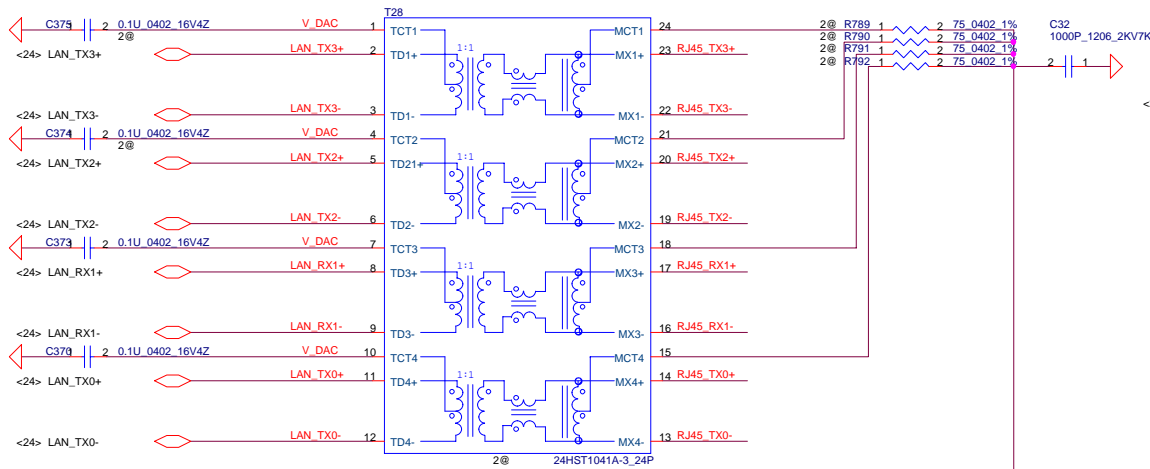 T28
C375 1 2 0.1U_0402_16V4Z V_DAC 1 TCT1 MCT1 24 2@ R789 1 2 75_0402_1% C32
2@ 2@ R790 1 2 75_0402_1% 1000P_1206_2KV7K
<24> LAN_TX3+ LAN_TX3+ 2 TD1+ 1:1 MX1+ 23 RJ45_TX3+ 2@ R791 1 2 75_0402_1%
2@ R792 1 2 75_0402_1% 2 1
<
<24> LAN_TX3- LAN_TX3- 3 TD1- MX1- 22 RJ45_TX3-
C374 1 2 0.1U_0402_16V4Z V_DAC 4 TCT2 MCT2 21
2@
<24> LAN_TX2+ LAN_TX2+ 5 TD21+ 1:1 MX2+ 20 RJ45_TX2+
<24> LAN_TX2- LAN_TX2- 6 TD2- MX2- 19 RJ45_TX2-
C373 1 2 0.1U_0402_16V4Z V_DAC 7 TCT3 MCT3 18
<24> LAN_RX1+ LAN_RX1+ 8 TD3+ 1:1 MX3+ 17 RJ45_RX1+
<24> LAN_RX1- LAN_RX1- 9 TD3- MX3- 16 RJ45_RX1-
1 2 0.1U_0402_16V4Z V_DAC 10 TCT4 MCT4 15
<24> LAN_TX0+ LAN_TX0+ 11 TD4+ 1:1 MX4+ 14 RJ45_TX0+
<24> LAN_TX0- LAN_TX0- 12 TD4- MX4- 13 RJ45_TX0-
2@ 24HST1041A-3_24P